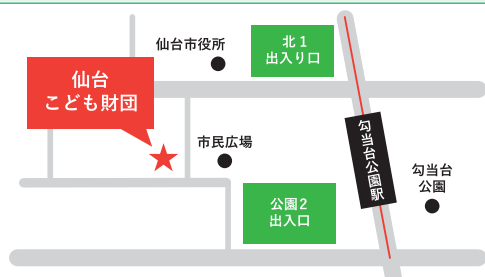 仙台市役所
北1
出入り口
仙台
こども財団
市民広場
勾当台公園駅
勾当台
公園
公園2
出入口